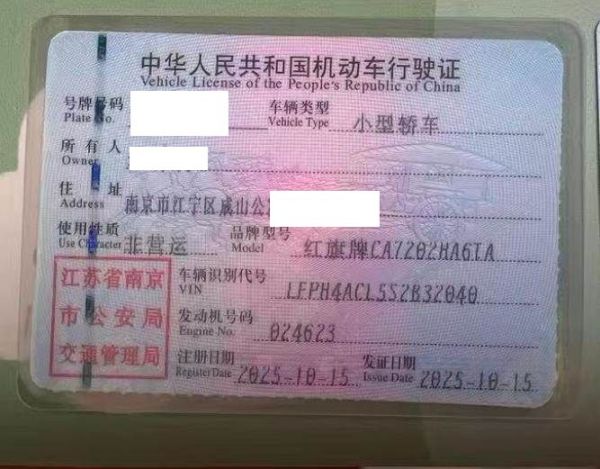 中华人民共和国机动车行驶证
Vehicle License of the People's Republic of China
号牌号码 车辆类型 小型轿车
Plate No. Vehicle Type
所有人
Owner
住址 南京市江宁区成山公
Address
使用性质 非营运 品牌型号 红旗牌CA7202HA6TA
Use Character Model
江苏省南京
市公安局
交通管理局
车辆识别代号 LFPH4ACL5S2B32040
VIN
发动机号码 024623
Engine No.
注册日期 2025-10-15 发证日期 2025-10-15
Register Date Issue Date